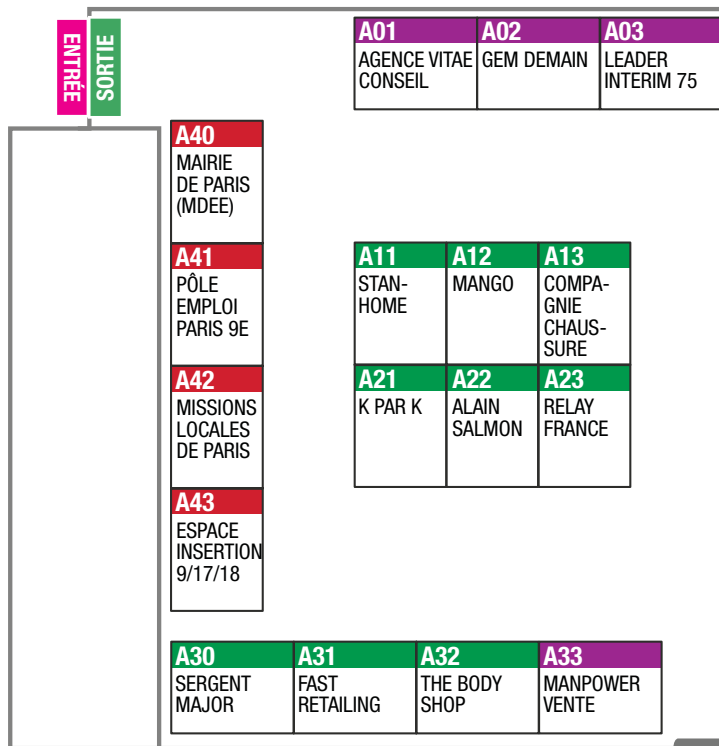 ENTRÉE
SORTIE
A01
AGENCE VITAE
CONSEIL
A02
GEM DEMAIN
A03
LEADER
INTERIM 75
A40
MAIRIE
DE PARIS
(MDEE)
A41
PÔLE
EMPLOI
PARIS 9E
A42
MISSIONS
LOCALES
DE PARIS
A43
ESPACE
INSERTION
9/17/18
A11
STAN-
HOME
A12
MANGO
A13
COMPA-
GNIE
CHAUS-
SURE
A21
K PAR K
A22
ALAIN
SALMON
A23
RELAY
FRANCE
A30
SERGENT
MAJOR
A31
FAST
RETAILING
A32
THE BODY
SHOP
A33
MANPOWER
VENTE